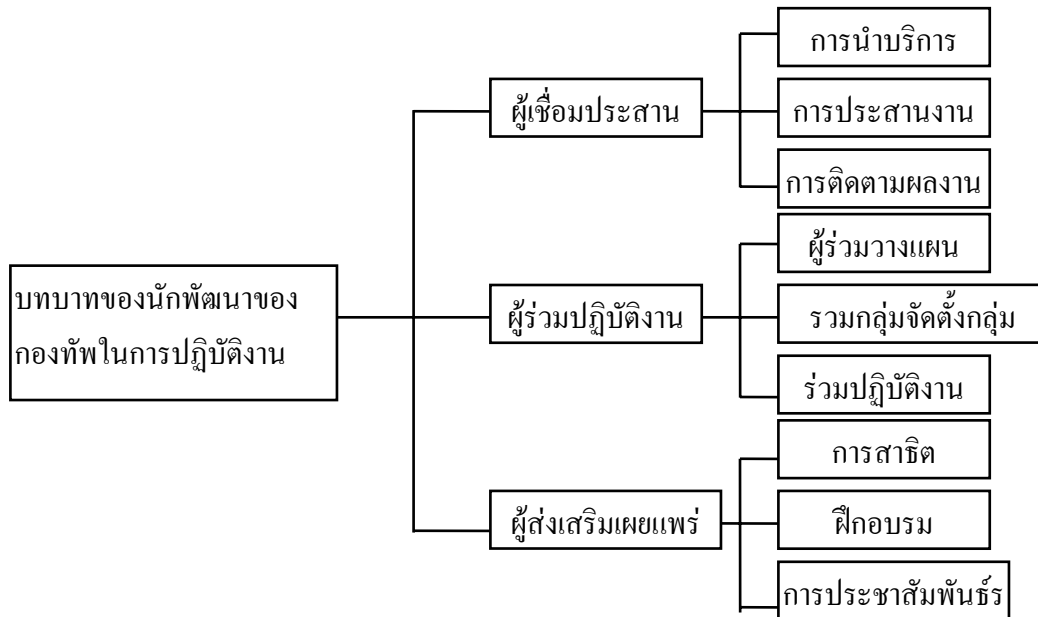 บทบาทของนักพัฒนาของ
กองทัพในการปฏิบัติงาน
ผู้เชื่อมประสาน
การนำบริการ
การประสานงาน
การติดตามผลงาน
ผู้ร่วมปฏิบัติงาน
ผู้ร่วมวางแผน
รวมกลุ่มจัดตั้งกลุ่ม
ร่วมปฏิบัติงาน
ผู้ส่งเสริมเผยแพร่
การสาธิต
ฝึกอบรม
การประชาสัมพันธ์ร